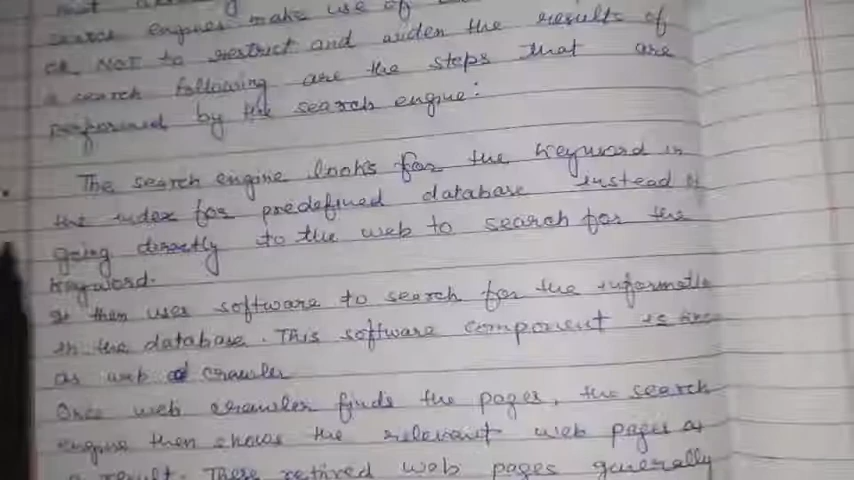 search engines make use of
or, NOT to restrict and widen the results of
a search following are the steps that are
performed by the search engine:
The search engine looks for the keyword in
the index for predefined database instead of
going directly to the web to search for the
keyword.
It then uses software to search for the informatio
in the database. This software component is
as web crawler
Once web crawler finds the pages, the search
engine then shows the relevant web pages as
a result. These retired web pages generally